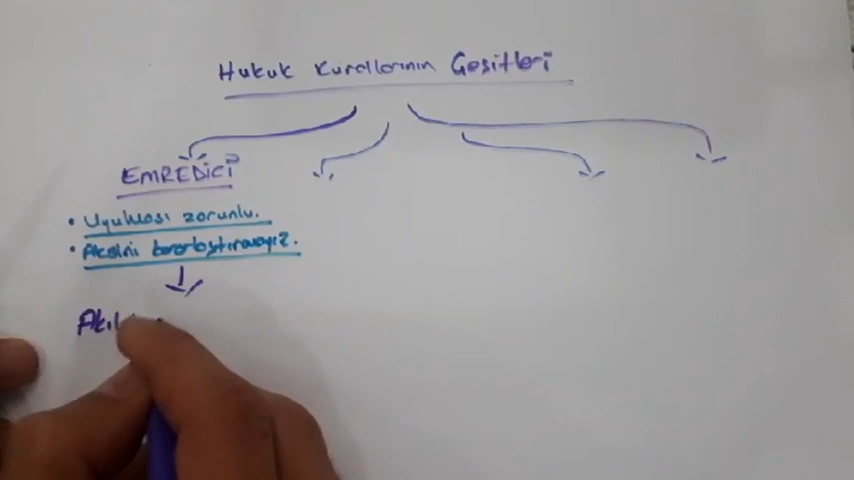 Hukuk Kurallarının Çeşitleri
EMREDİCİ
• Uyulması zorunlu.
• Aksini kararlaştıramayız.